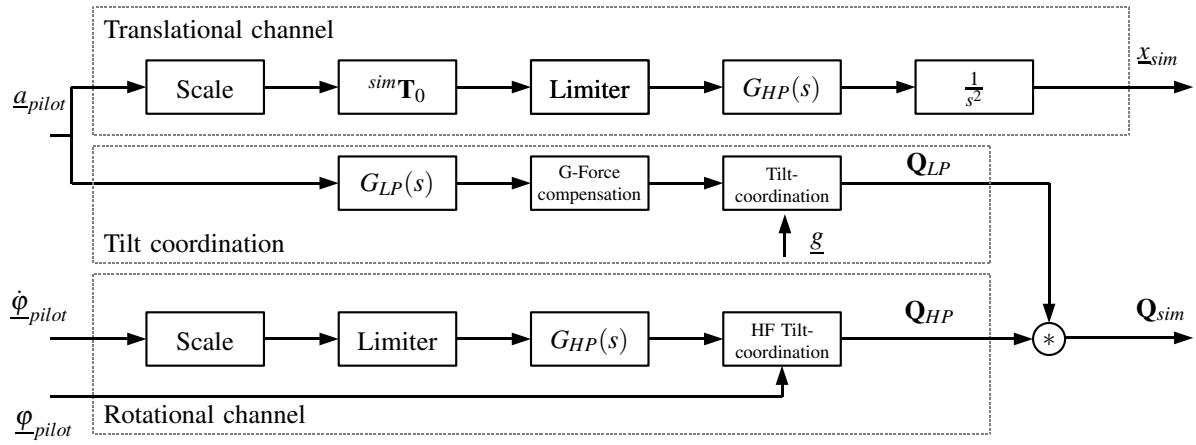 Translational channel
a_pilot
Scale
ˢⁱᵐT₀
Limiter
G_HP(s)
1/s²
x_sim
G_LP(s)
G-Force
compensation
Tilt-
coordination
Q_LP
Tilt coordination
g
φ̇_pilot
Scale
Limiter
G_HP(s)
HF Tilt-
coordination
Q_HP
*
Q_sim
φ_pilot
Rotational channel